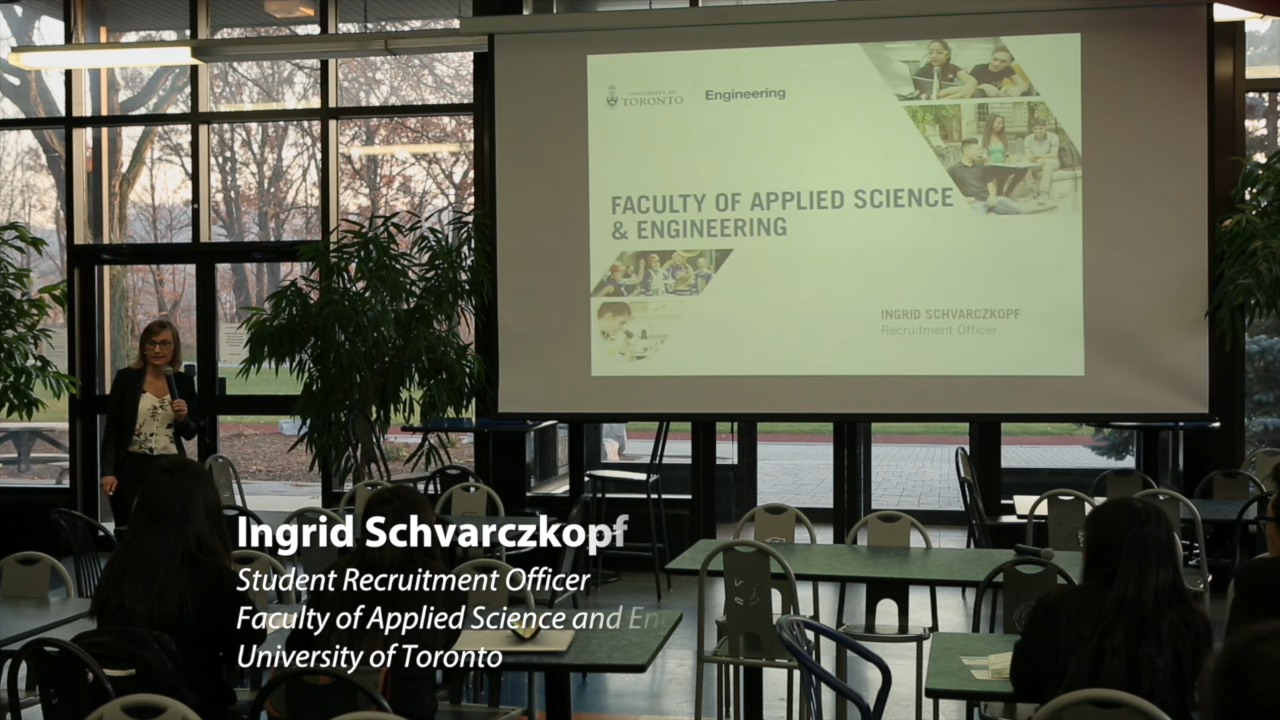 UNIVERSITY OF
TORONTO
Engineering
FACULTY OF APPLIED SCIENCE
& ENGINEERING
INGRID SCHVARCZKOPF
Recruitment Officer
Ingrid Schvarczkopf
Student Recruitment Officer
Faculty of Applied Science and En
University of Toronto